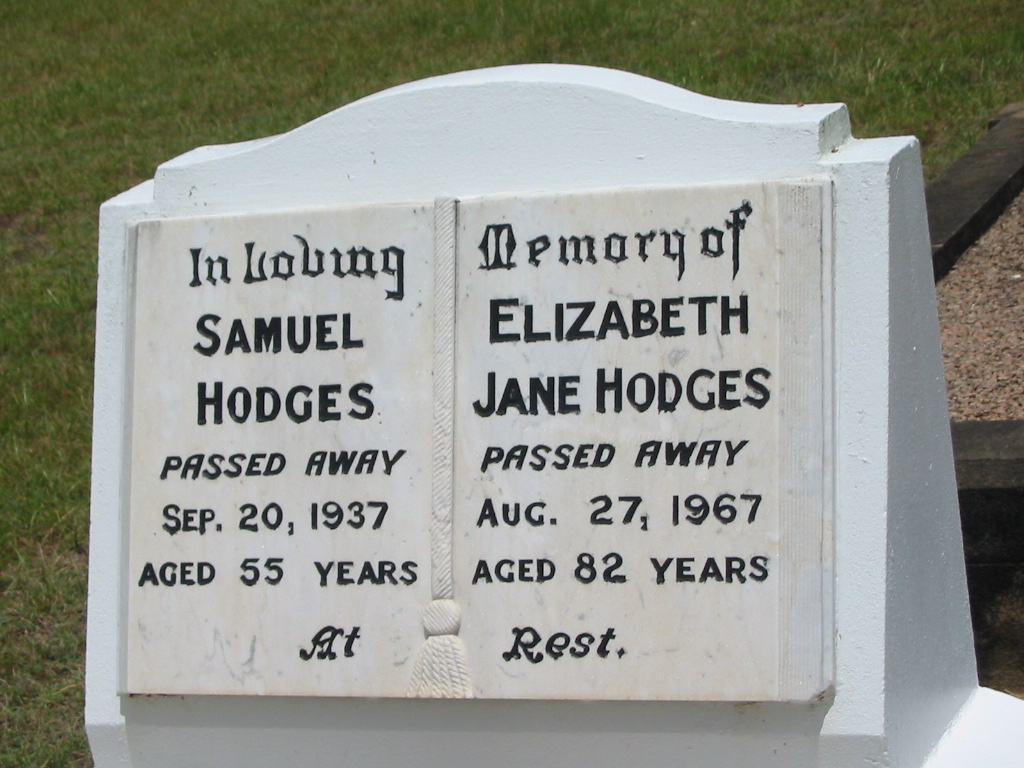 In Loving Memory of
SAMUEL
HODGES
PASSED AWAY
SEP. 20, 1937
AGED 55 YEARS
ELIZABETH
JANE HODGES
PASSED AWAY
AUG. 27, 1967
AGED 82 YEARS
At Rest.